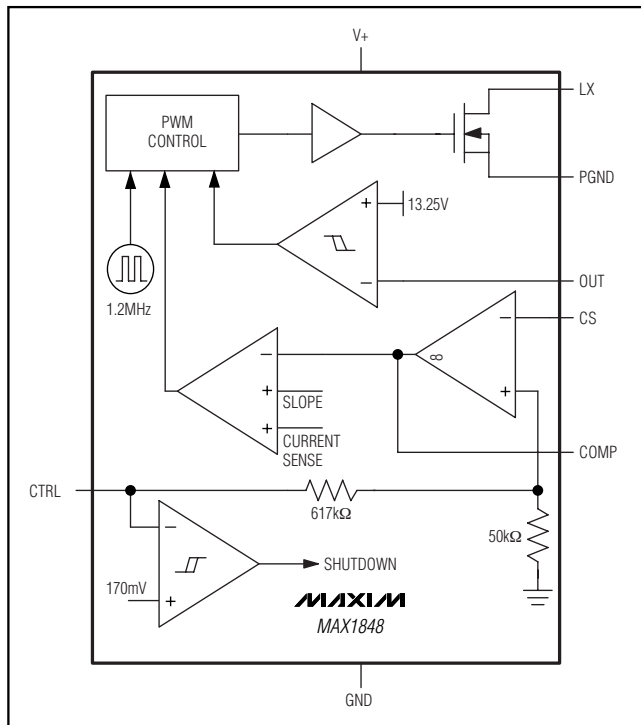 V+
LX
PWM
CONTROL
PGND
+
13.25V
−
OUT
1.2MHz
−
CS
∞
−
+
SLOPE
+
COMP
+
CURRENT
SENSE
CTRL
617kΩ
50kΩ
−
SHUTDOWN
170mV
+
MAXIM
MAX1848
GND